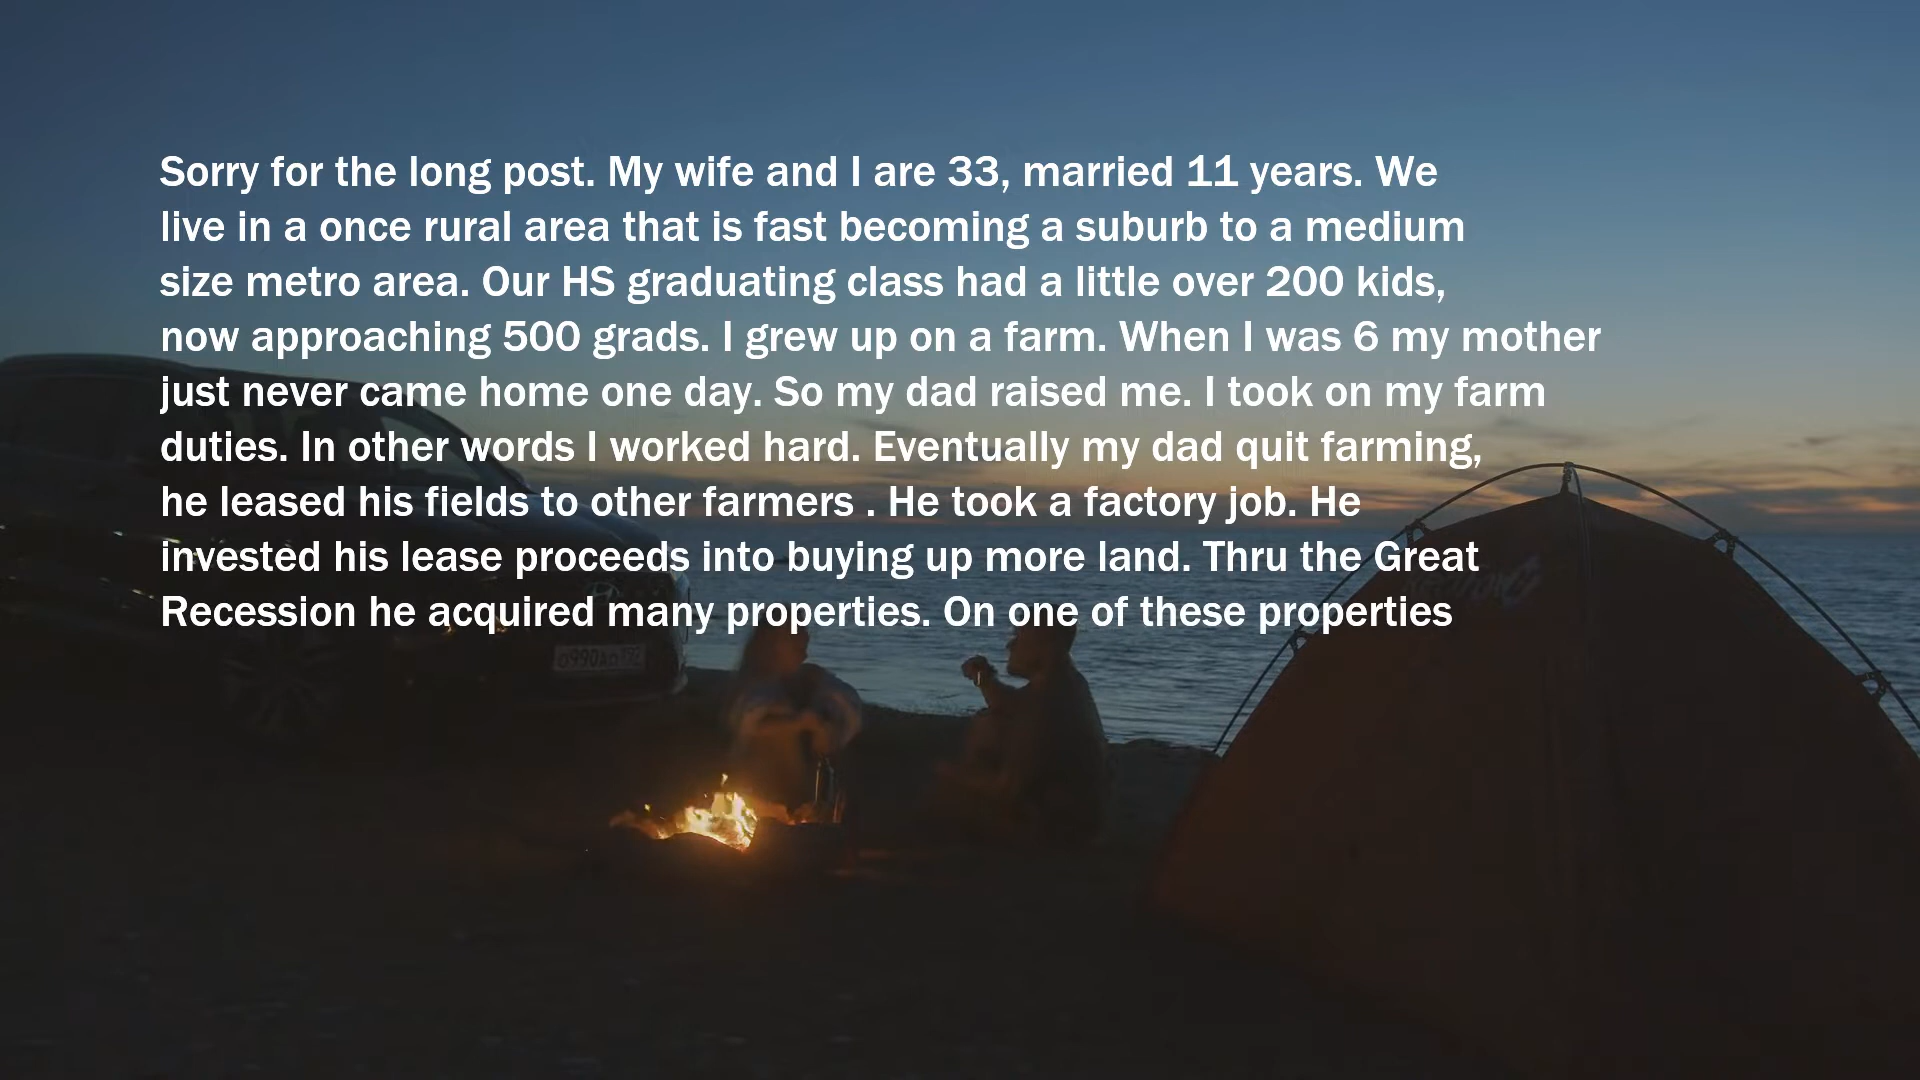 Sorry for the long post. My wife and I are 33, married 11 years. We
live in a once rural area that is fast becoming a suburb to a medium
size metro area. Our HS graduating class had a little over 200 kids,
now approaching 500 grads. I grew up on a farm. When I was 6 my mother
just never came home one day. So my dad raised me. I took on my farm
duties. In other words I worked hard. Eventually my dad quit farming,
he leased his fields to other farmers . He took a factory job. He
invested his lease proceeds into buying up more land. Thru the Great
Recession he acquired many properties. On one of these properties